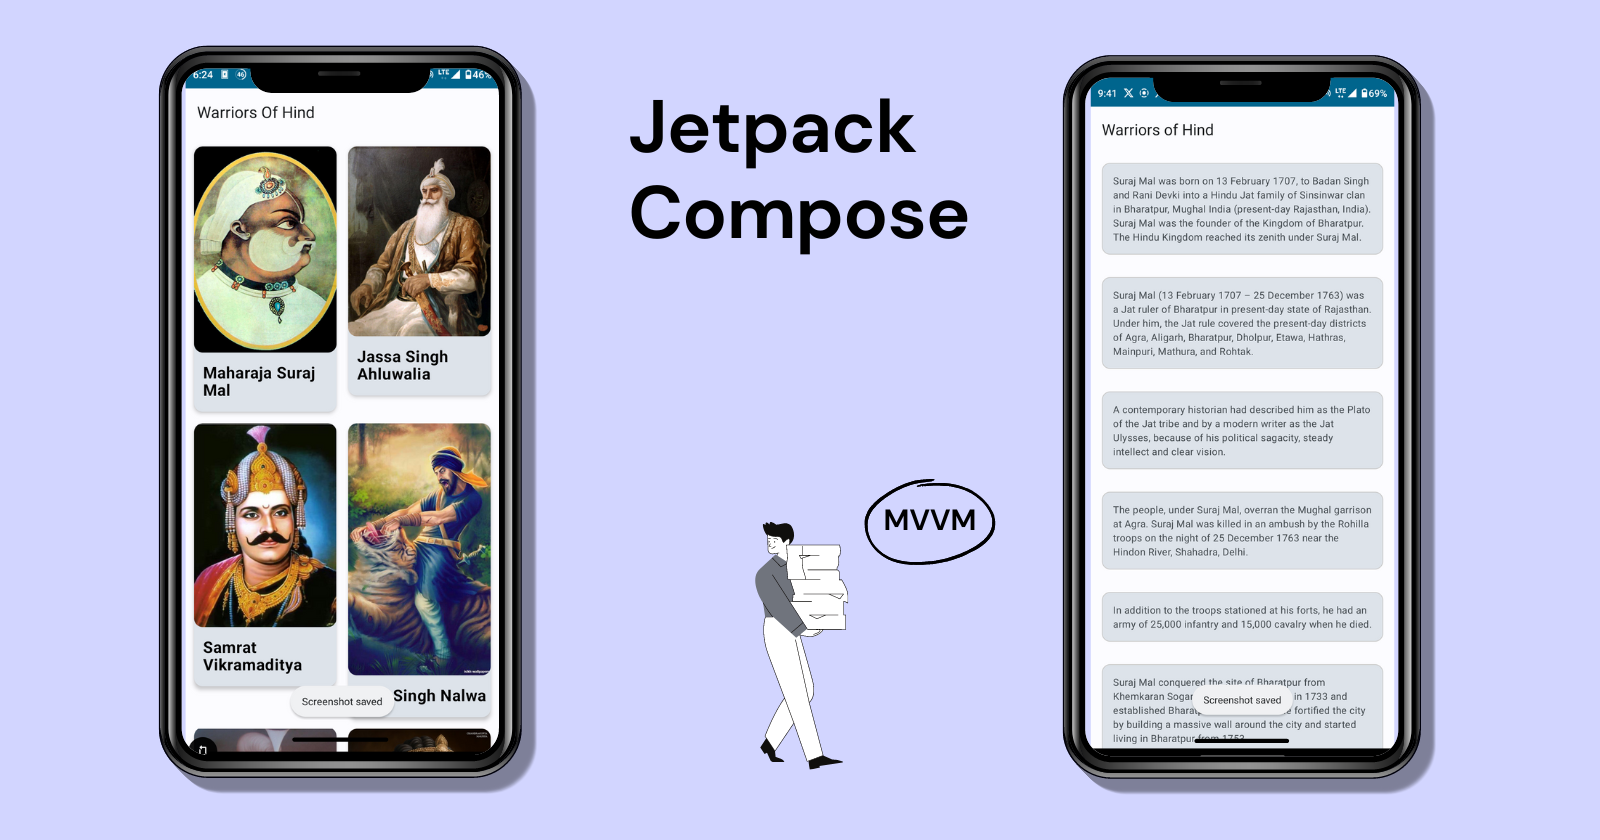 6:24
46
LTE
46%
Warriors Of Hind
Maharaja Suraj
Mal
Jassa Singh
Ahluwalia
Samrat
Vikramaditya
Singh Nalwa
Screenshot saved
Jetpack
Compose
MVVM
9:41
LTE
69%
Warriors of Hind
Suraj Mal was born on 13 February 1707, to Badan Singh
and Rani Devki into a Hindu Jat family of Sinsinwar clan
in Bharatpur, Mughal India (present-day Rajasthan, India).
Suraj Mal was the founder of the Kingdom of Bharatpur.
The Hindu Kingdom reached its zenith under Suraj Mal.
Suraj Mal (13 February 1707 – 25 December 1763) was
a Jat ruler of Bharatpur in present-day state of Rajasthan.
Under him, the Jat rule covered the present-day districts
of Agra, Aligarh, Bharatpur, Dholpur, Etawa, Hathras,
Mainpuri, Mathura, and Rohtak.
A contemporary historian had described him as the Plato
of the Jat tribe and by a modern writer as the Jat
Ulysses, because of his political sagacity, steady
intellect and clear vision.
The people, under Suraj Mal, overran the Mughal garrison
at Agra. Suraj Mal was killed in an ambush by the Rohilla
troops on the night of 25 December 1763 near the
Hindon River, Shahadra, Delhi.
In addition to the troops stationed at his forts, he had an
army of 25,000 infantry and 15,000 cavalry when he died.
Suraj Mal conquered the site of Bharatpur from
Khemkaran Sogar in 1733 and
established Bharat fortified the city
by building a massive wall around the city and started
living in Bharatpur from 1753
Screenshot saved